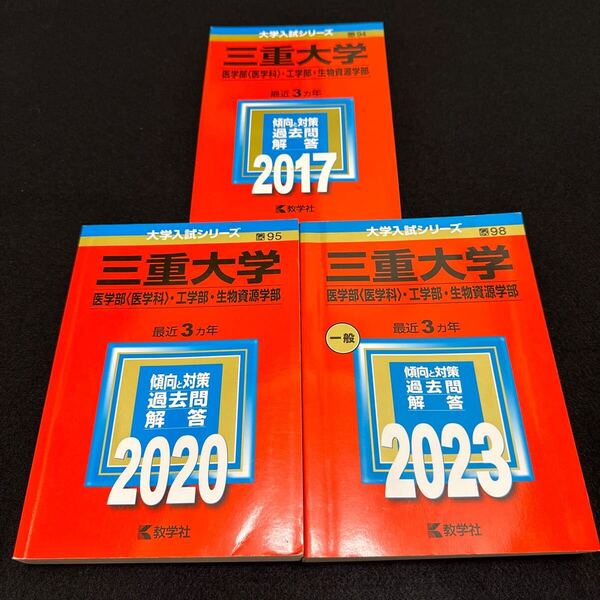 大学入試シリーズ 94
三重大学
医学部〈医学科〉・工学部・生物資源学部
最近3カ年
傾向と対策
過去問
解答
2017
教学社
大学入試シリーズ 95
三重大学
医学部〈医学科〉・工学部・生物資源学部
最近3カ年
傾向と対策
過去問
解答
2020
教学社
大学入試シリーズ 98
三重大学
医学部〈医学科〉・工学部・生物資源学部
一般
最近3カ年
傾向と対策
過去問
解答
2023
教学社